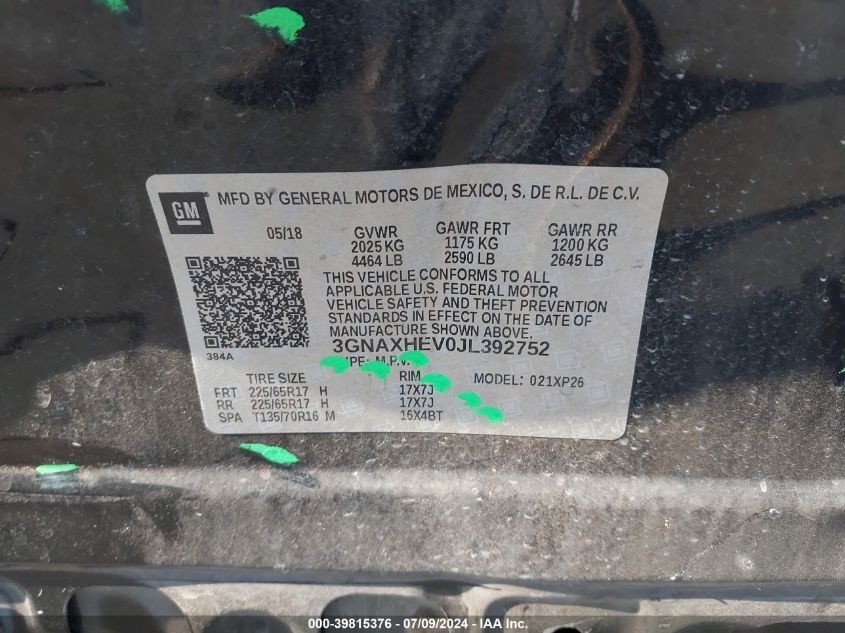 GM MFD BY GENERAL MOTORS DE MEXICO, S. DE R.L. DE C.V.
05/18 GVWR GAWR FRT GAWR RR
2025 KG 1175 KG 1200 KG
4464 LB 2590 LB 2645 LB
THIS VEHICLE CONFORMS TO ALL
APPLICABLE U.S. FEDERAL MOTOR
VEHICLE SAFETY AND THEFT PREVENTION
STANDARDS IN EFFECT ON THE DATE OF
MANUFACTURE SHOWN ABOVE.
384A 3GNAXHEV0JL392752
TYPE: M.P.V.
TIRE SIZE RIM MODEL: 021XP26
FRT 225/65R17 H 17X7J
RR 225/65R17 H 17X7J
SPA T135/70R16 M 16X4BT
000-39815376 | 07/09/2024 - IAA Inc.